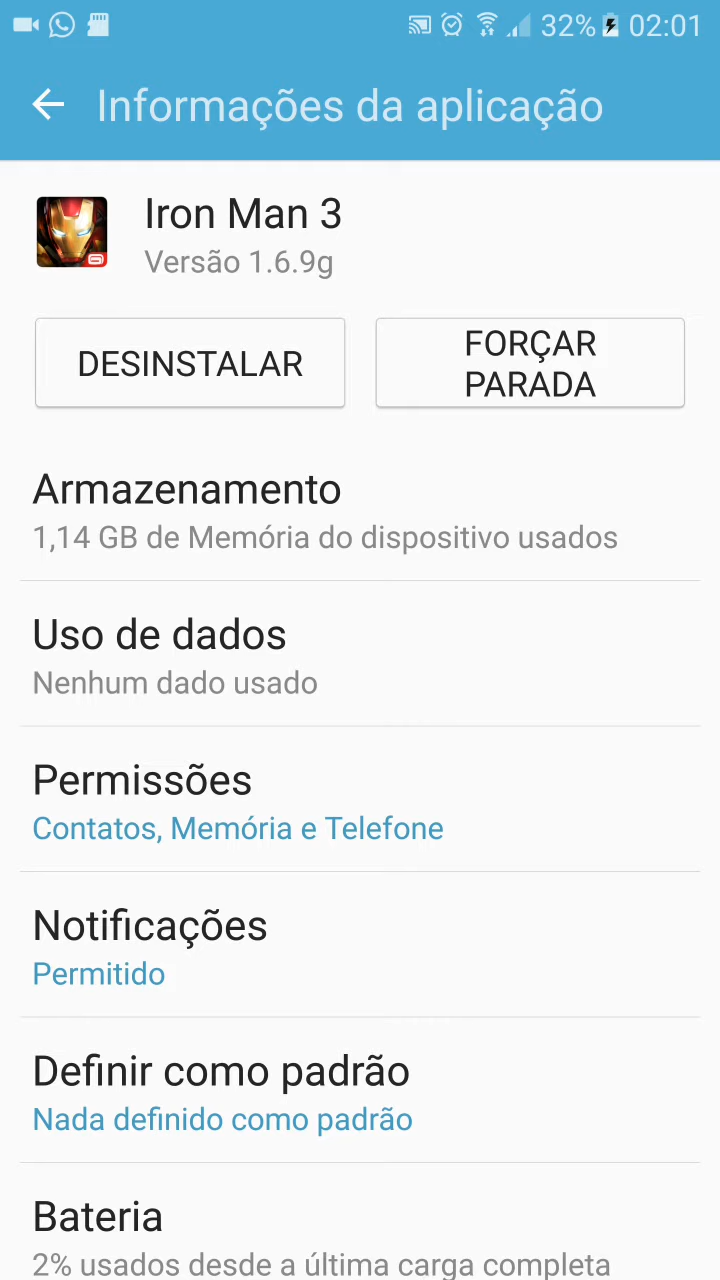 32% 02:01
Informações da aplicação
Iron Man 3
Versão 1.6.9g
DESINSTALAR
FORÇAR
PARADA
Armazenamento
1,14 GB de Memória do dispositivo usados
Uso de dados
Nenhum dado usado
Permissões
Contatos, Memória e Telefone
Notificações
Permitido
Definir como padrão
Nada definido como padrão
Bateria
2% usados desde a última carga completa